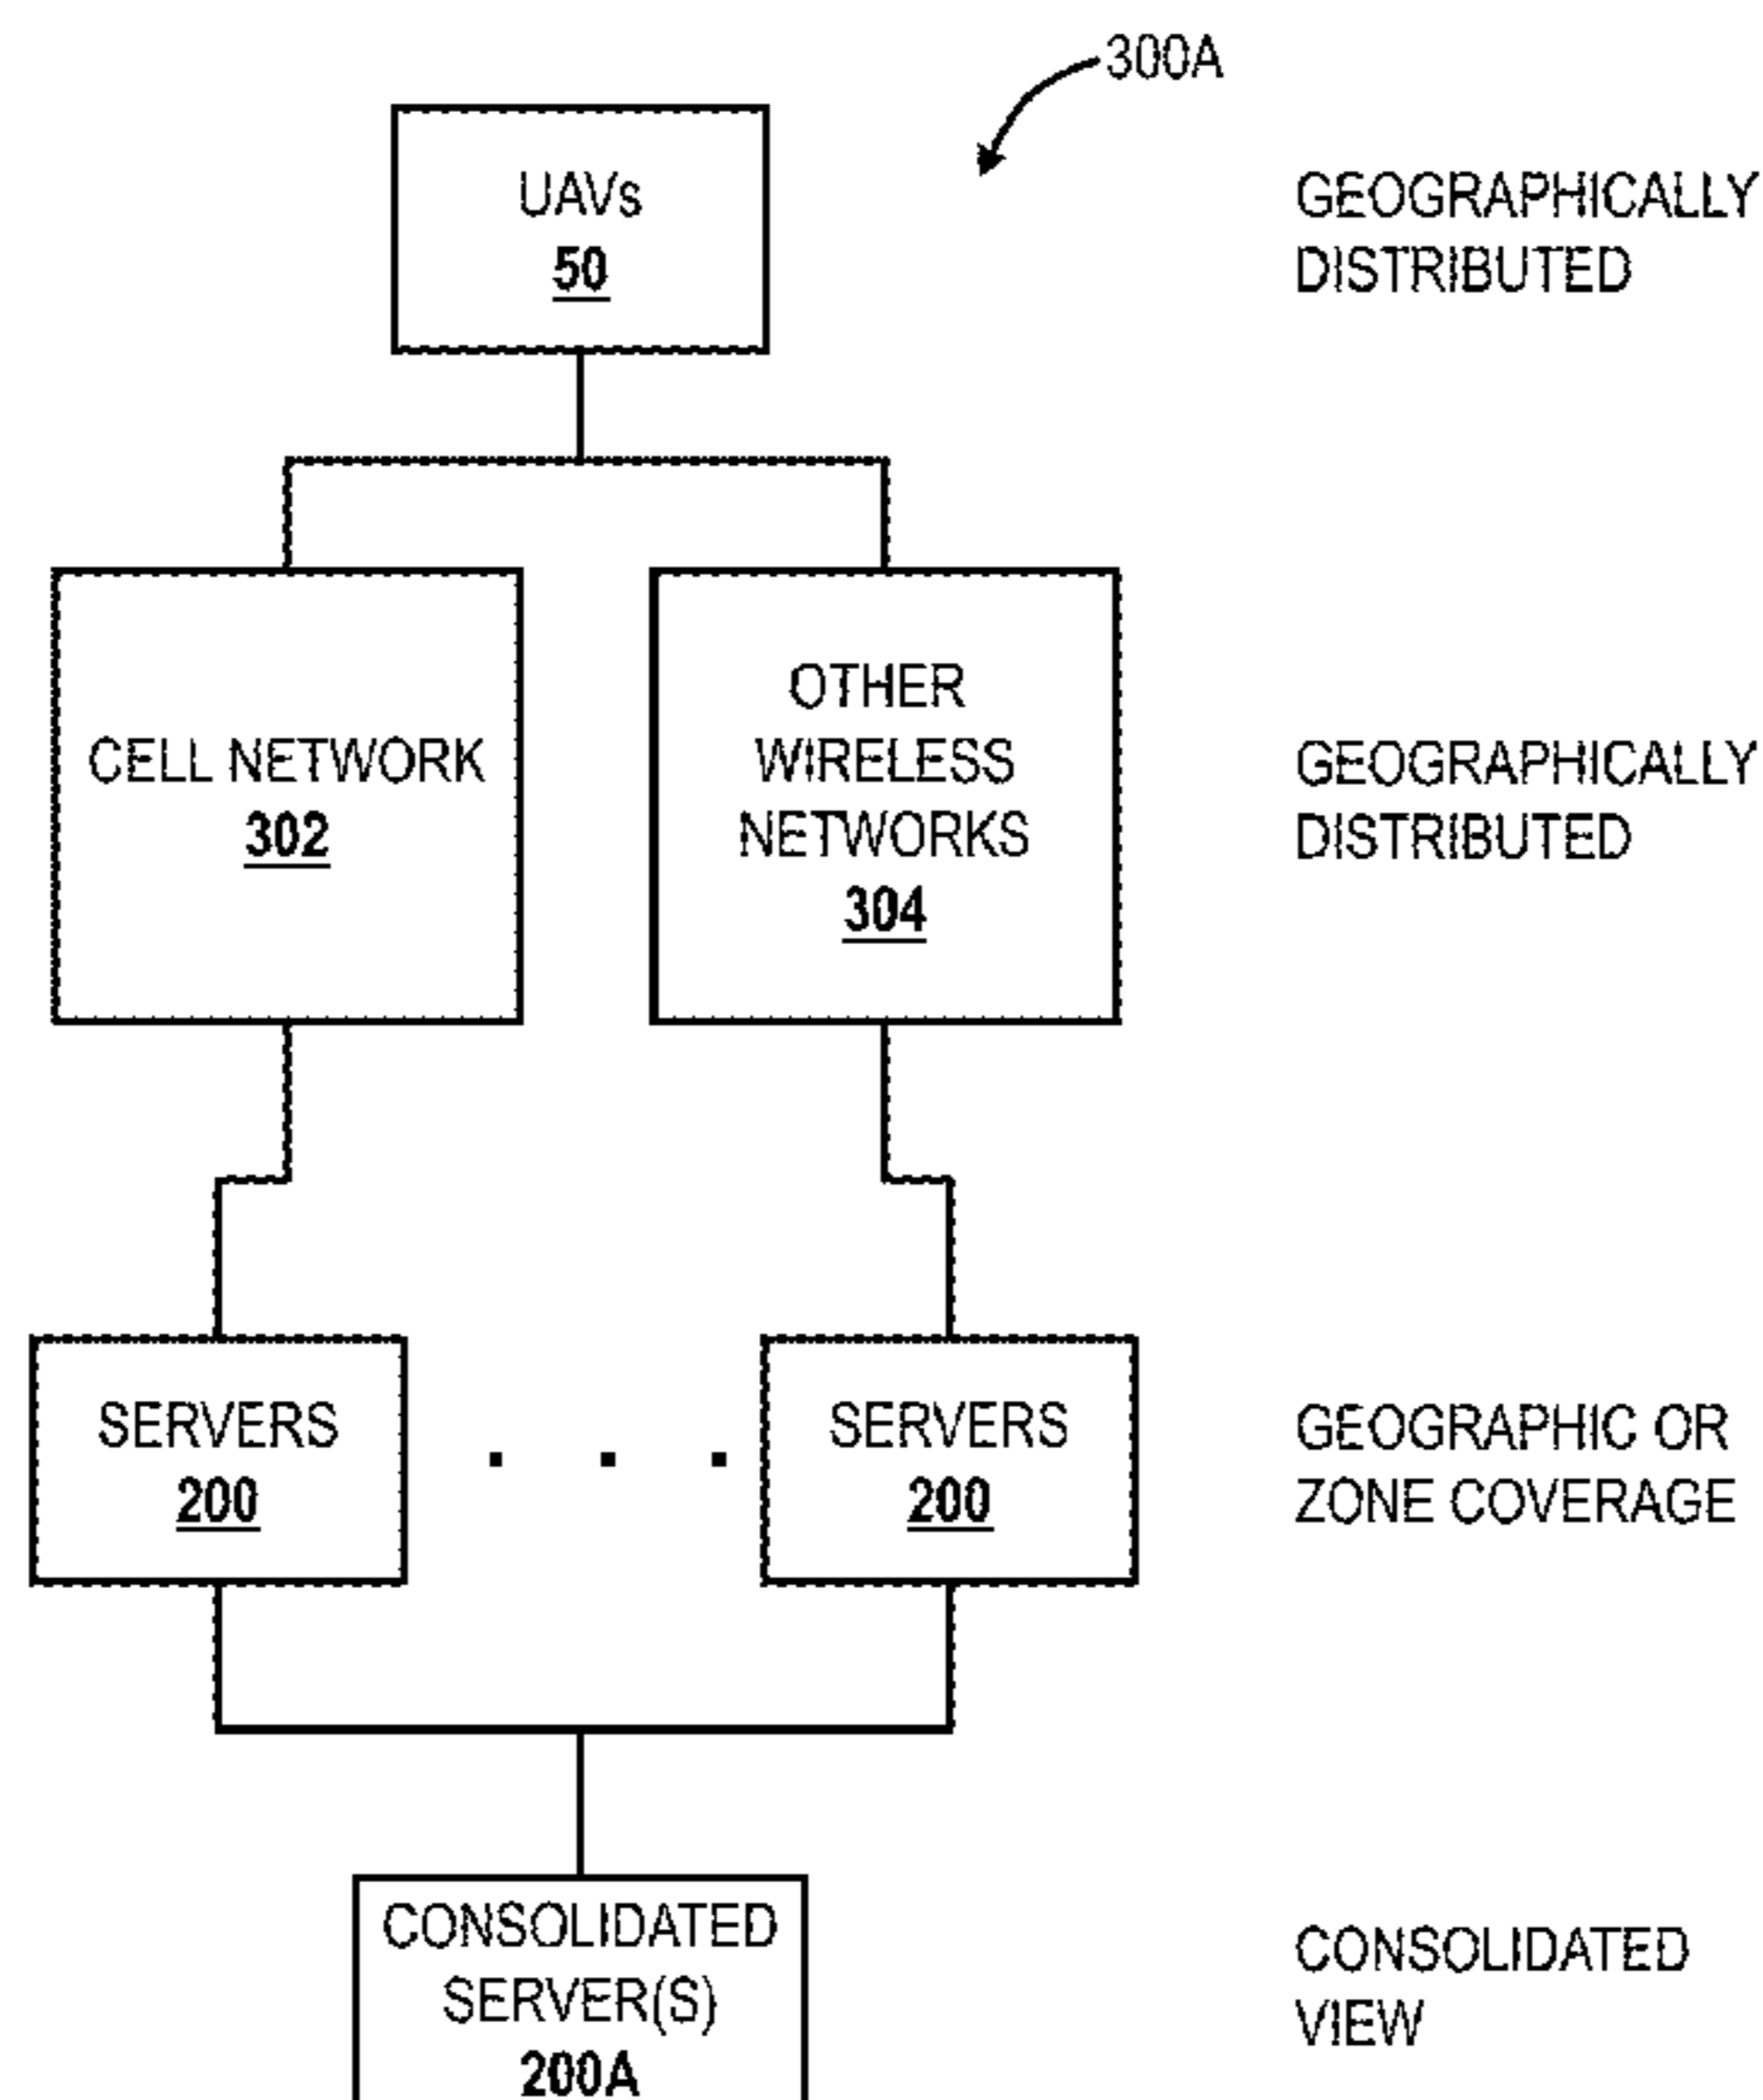 300A
UAVs
50
GEOGRAPHICALLY
DISTRIBUTED
CELL NETWORK
302
OTHER
WIRELESS
NETWORKS
304
GEOGRAPHICALLY
DISTRIBUTED
SERVERS
200
. . .
SERVERS
200
GEOGRAPHIC OR
ZONE COVERAGE
CONSOLIDATED
SERVER(S)
200A
CONSOLIDATED
VIEW